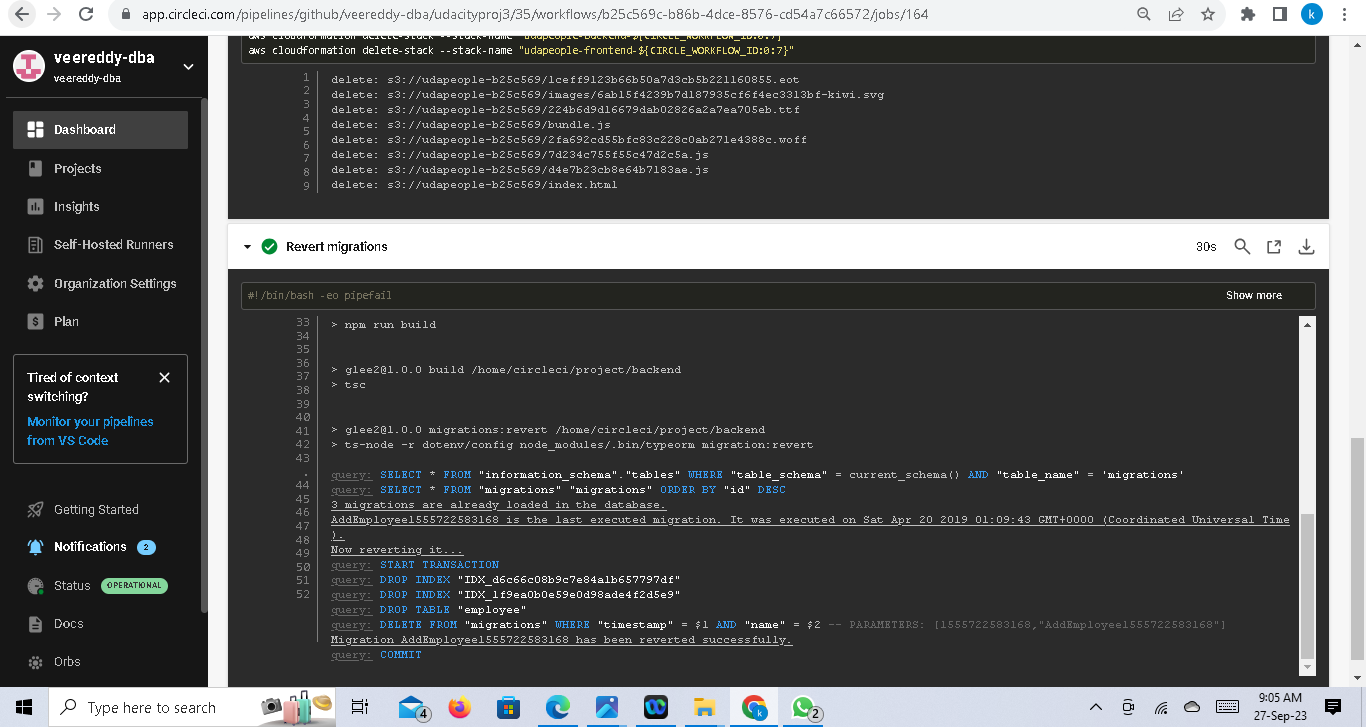 app.circleci.com/pipelines/github/veereddy-dba/udacityproj3/35/workflows/b25c569c-b86b-4dce-8576-cd54a7c66572/jobs/164
k
veereddy-dba
veereddy-dba
Dashboard
Projects
Insights
Self-Hosted Runners
Organization Settings
Plan
Tired of context
switching?
Monitor your pipelines
from VS Code
Getting Started
Notifications 2
Status OPERATIONAL
Docs
Orbs
aws cloudformation delete-stack --stack-name "udapeople-backend-${CIRCLE_WORKFLOW_ID:0:7}"
aws cloudformation delete-stack --stack-name "udapeople-frontend-${CIRCLE_WORKFLOW_ID:0:7}"
1
2
3
4
5
6
7
8
9
delete: s3://udapeople-b25c569/1ceff9123b66b50a7d3cb5b221160855.eot
delete: s3://udapeople-b25c569/images/6ab15f4239b7d187935cf6f4ec3313bf-kiwi.svg
delete: s3://udapeople-b25c569/224b6d9d16679dab02826a2a7ea705eb.ttf
delete: s3://udapeople-b25c569/bundle.js
delete: s3://udapeople-b25c569/2fa692cd55bfc83c228c0ab271e4388c.woff
delete: s3://udapeople-b25c569/7d234c755f55c47d2c5a.js
delete: s3://udapeople-b25c569/d4e7b23cb8e64b7183ae.js
delete: s3://udapeople-b25c569/index.html
Revert migrations 30s
#!/bin/bash -eo pipefail Show more
33
34
35
36
37
38
39
40
41
42
43
.
44
45
46
47
48
49
50
51
52
> npm run build
> glee2@1.0.0 build /home/circleci/project/backend
> tsc
> glee2@1.0.0 migrations:revert /home/circleci/project/backend
> ts-node -r dotenv/config node_modules/.bin/typeorm migration:revert
query: SELECT * FROM "information_schema"."tables" WHERE "table_schema" = current_schema() AND "table_name" = 'migrations'
query: SELECT * FROM "migrations" "migrations" ORDER BY "id" DESC
3 migrations are already loaded in the database.
AddEmployee1555722583168 is the last executed migration. It was executed on Sat Apr 20 2019 01:09:43 GMT+0000 (Coordinated Universal Time
).
Now reverting it...
query: START TRANSACTION
query: DROP INDEX "IDX_d6c66c08b9c7e84a1b657797df"
query: DROP INDEX "IDX_1f9ea0b0e59e0d98ade4f2d5e9"
query: DROP TABLE "employee"
query: DELETE FROM "migrations" WHERE "timestamp" = $1 AND "name" = $2 -- PARAMETERS: [1555722583168,"AddEmployee1555722583168"]
Migration AddEmployee1555722583168 has been reverted successfully.
query: COMMIT
Type here to search
4
k
2
9:05 AM
27-Sep-23